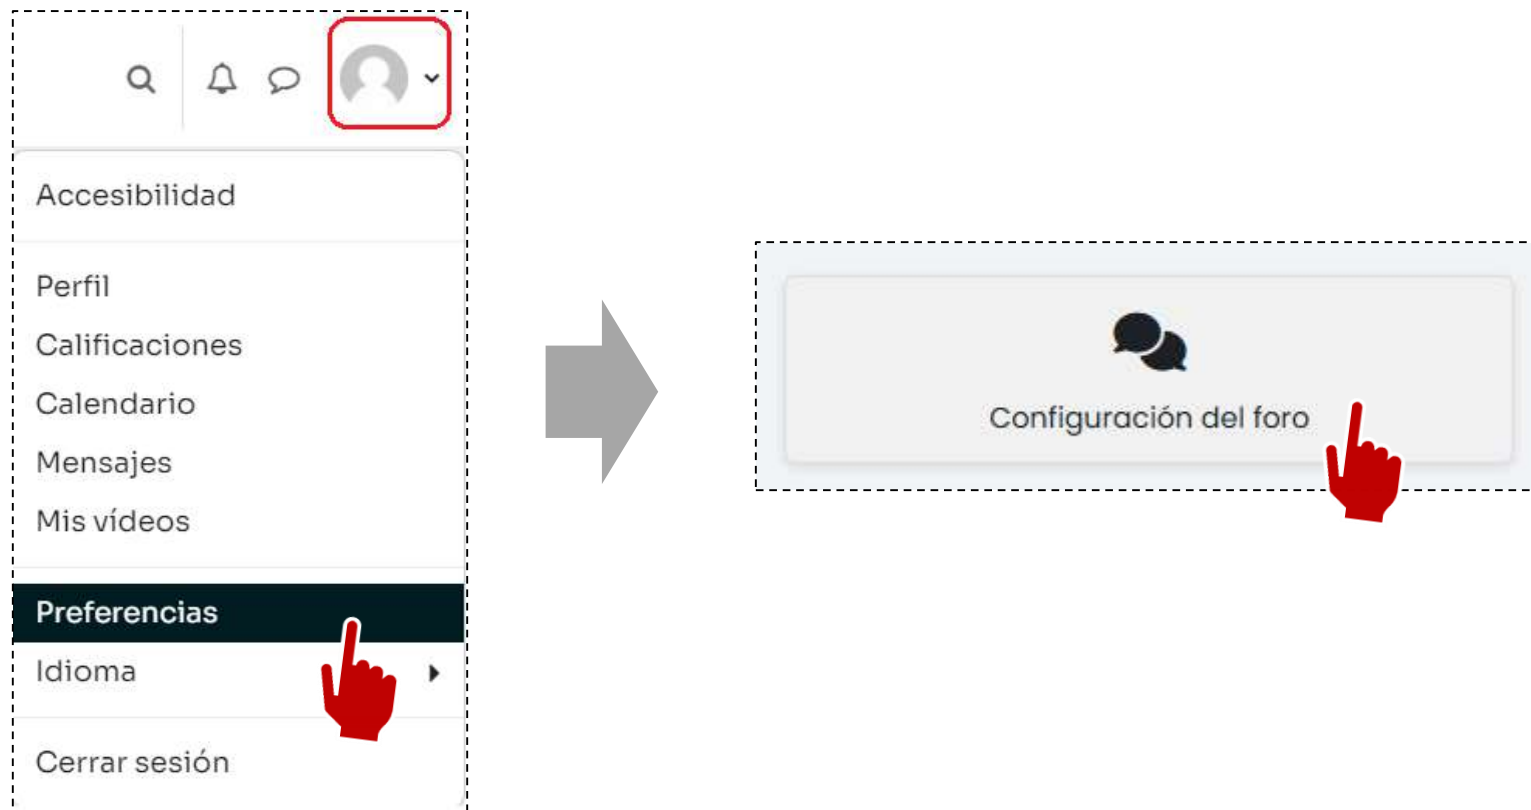 Accesibilidad
Perfil
Calificaciones
Calendario
Mensajes
Mis vídeos
Preferencias
Idioma
Cerrar sesión
Configuración del foro